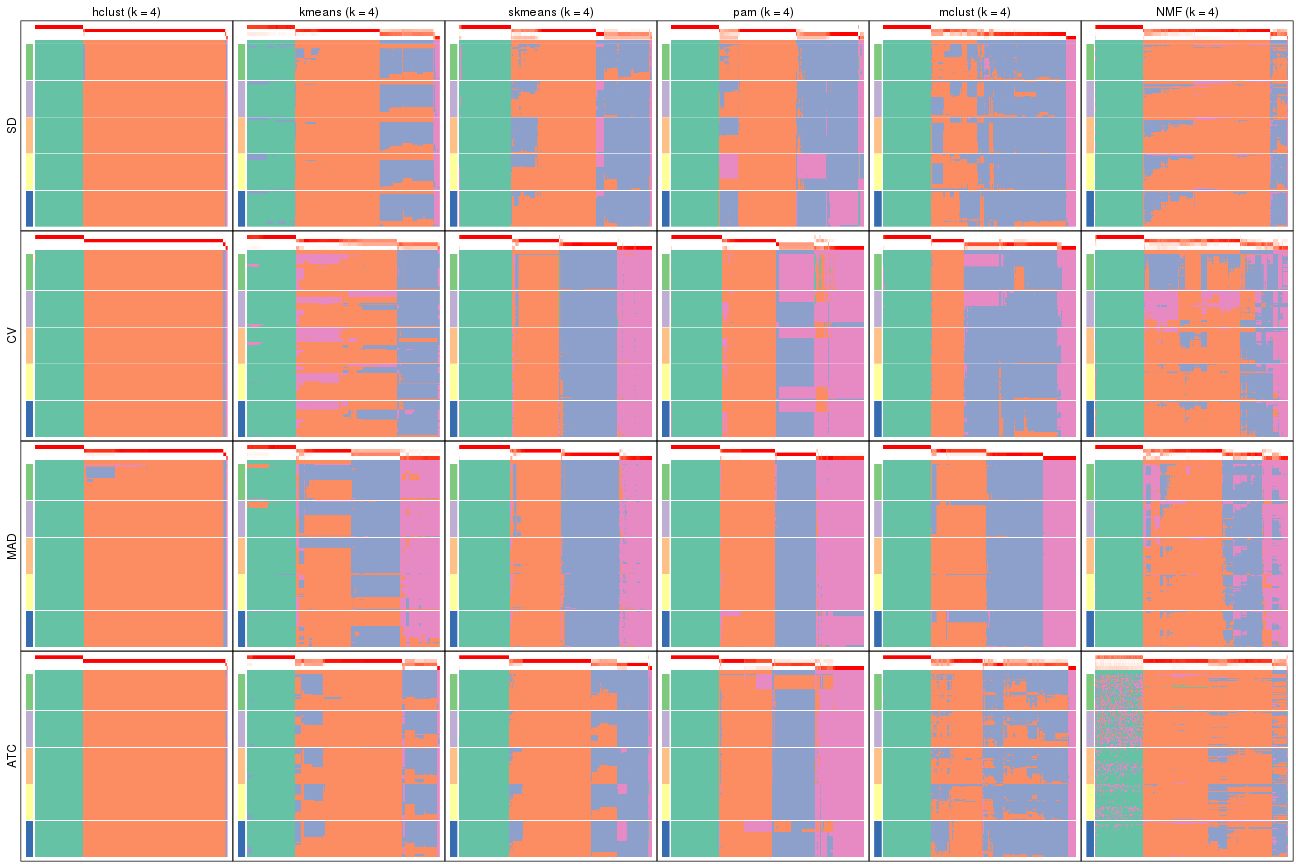 hclust (k = 4) kmeans (k = 4) skmeans (k = 4) pam (k = 4) mclust (k = 4) NMF (k = 4)
SD
CV
MAD
ATC